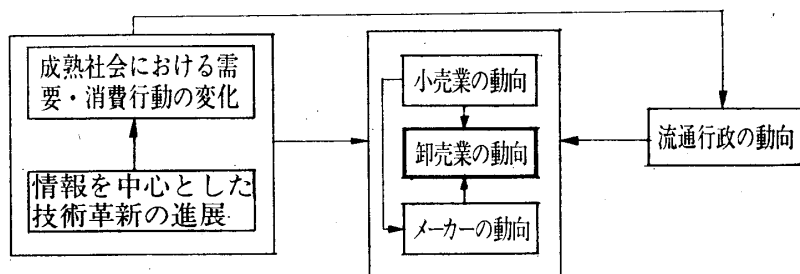 成熟社会における需
要・消費行動の変化
情報を中心とした
技術革新の進展
小売業の動向
卸売業の動向
メーカーの動向
流通行政の動向